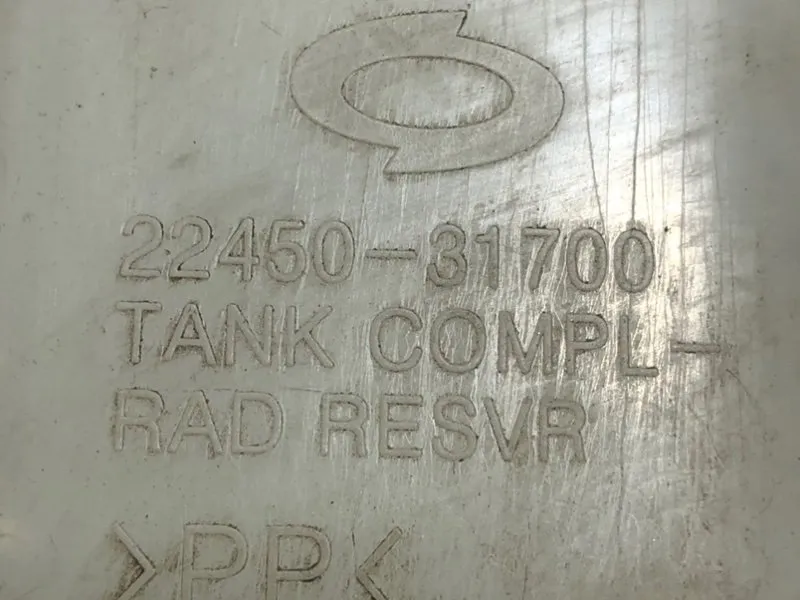 22450-31700
TANK COMPL-
RAD RESVR
>PP<